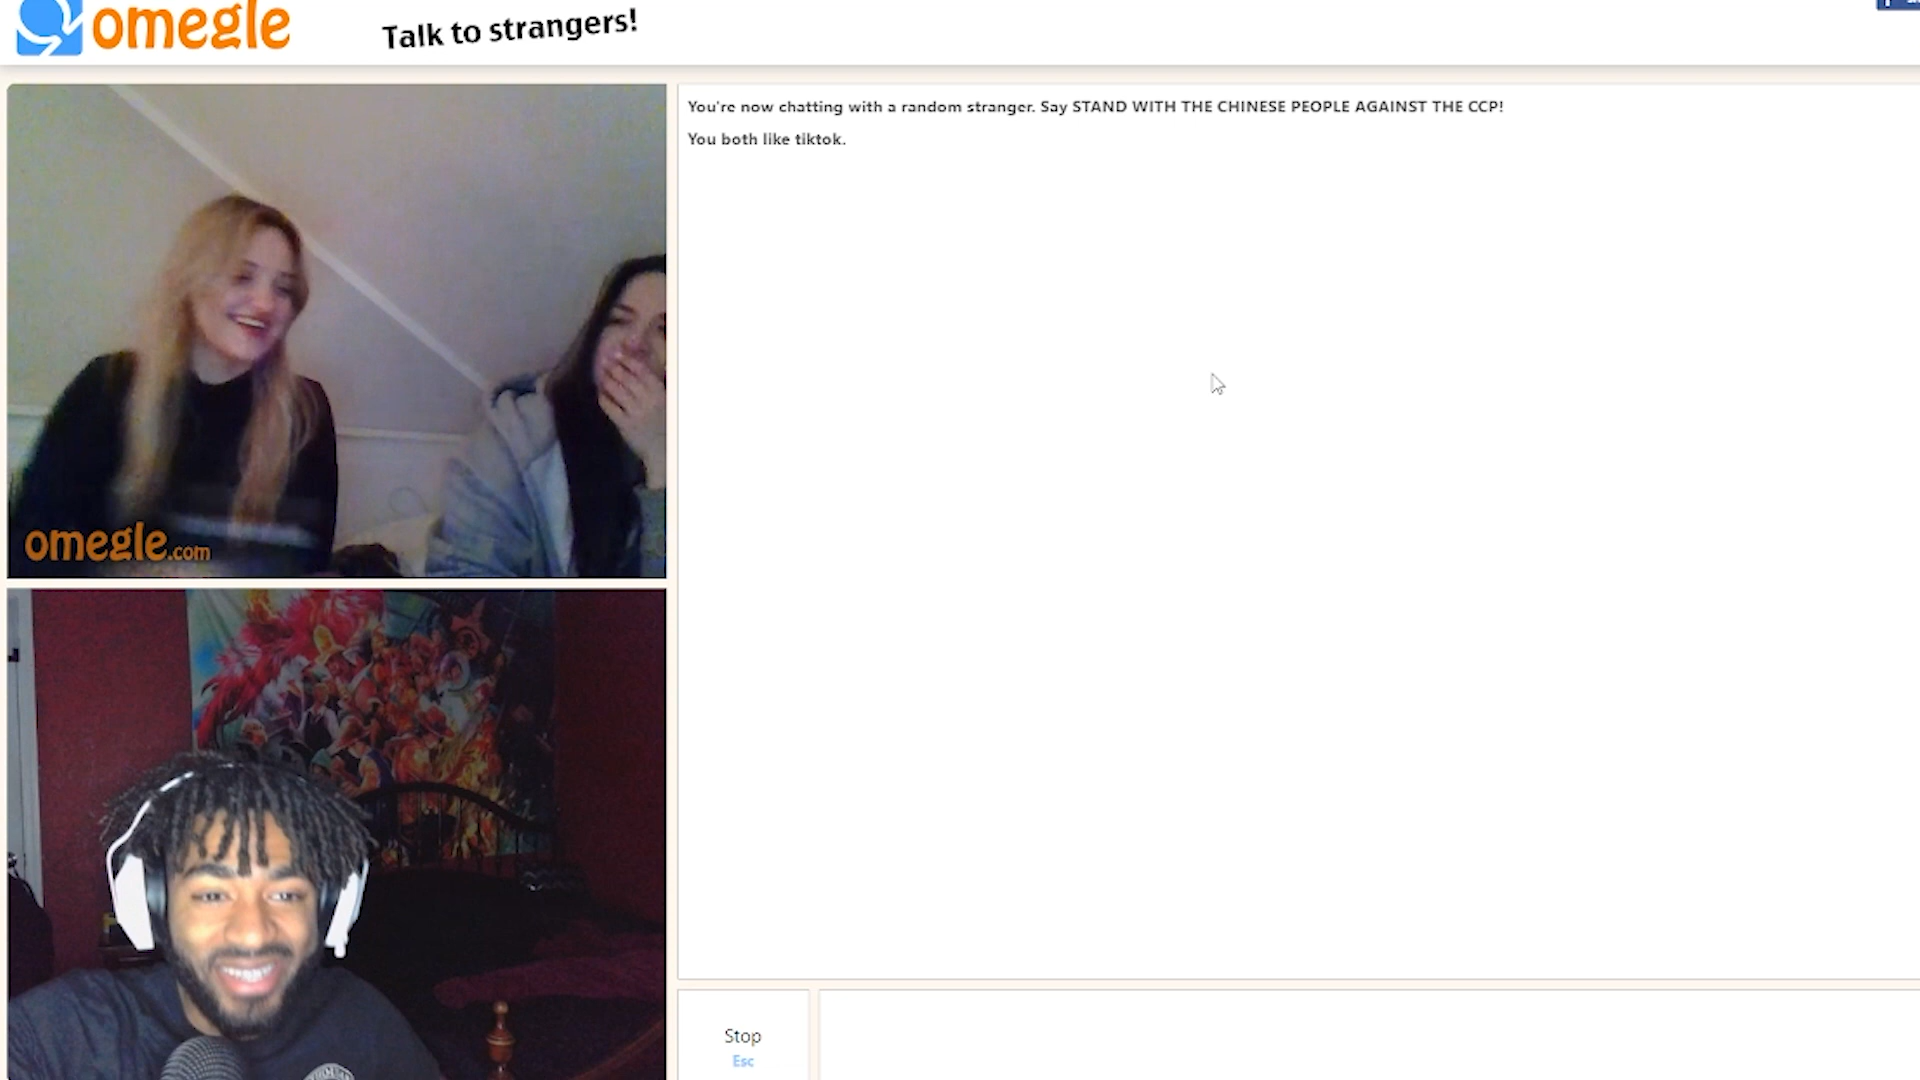 omegle
Talk to strangers!
You're now chatting with a random stranger. Say STAND WITH THE CHINESE PEOPLE AGAINST THE CCP!
You both like tiktok.
omegle.com
Stop
Esc